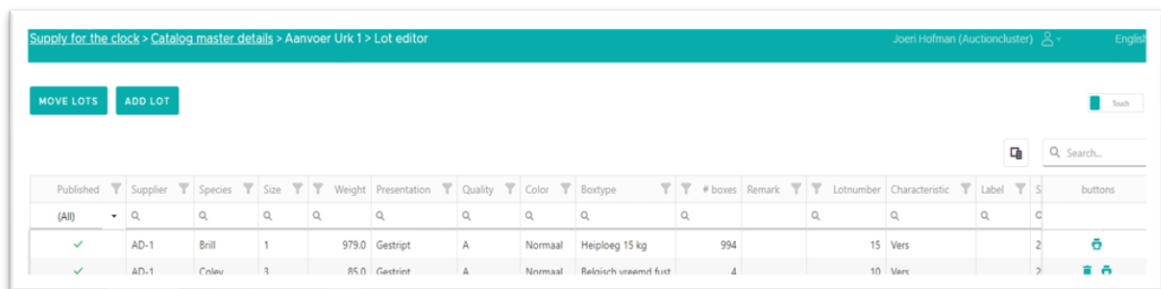 Supply for the clock > Catalog master details > Aanvoer Urk 1 > Lot editor Joeri Hofman (Auctioncluster) English
MOVE LOTS ADD LOT Touch
Search...
Published Supplier Species Size Weight Presentation Quality Color Boxtype # boxes Remark Lotnumber Characteristic Label S buttons
(All)
AD-1 Brill 1 979.0 Gestript A Normaal Heiploeg 15 kg 994 15 Vers 2
AD-1 Coley 3 85.0 Gestript A Normaal Belgisch vreemd fust 4 10 Vers 2